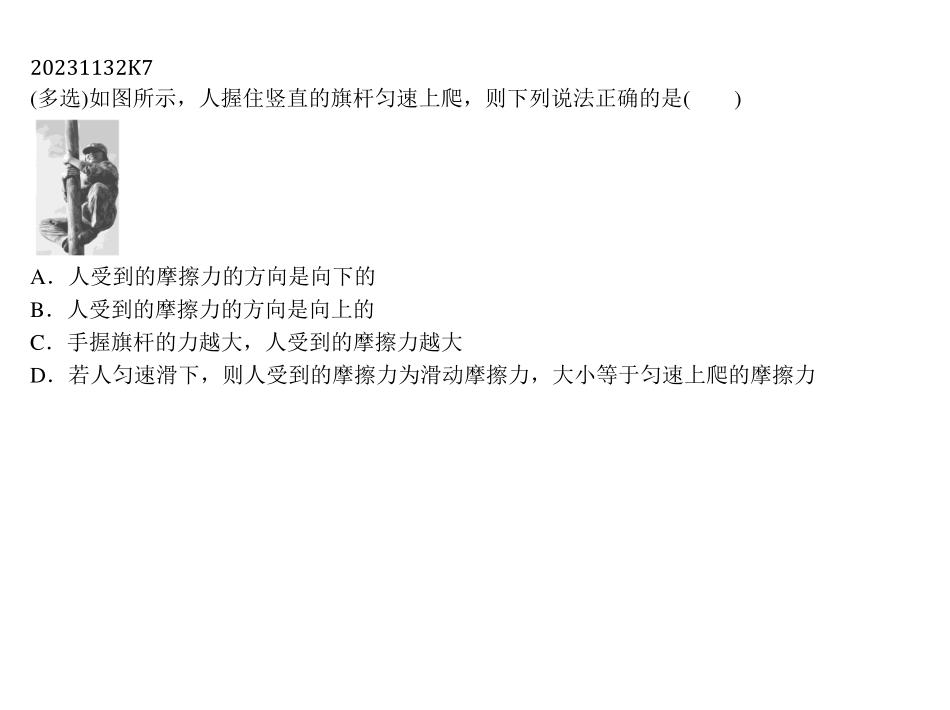 20231132K7
(多选)如图所示，人握住竖直的旗杆匀速上爬，则下列说法正确的是(　　)
A．人受到的摩擦力的方向是向下的
B．人受到的摩擦力的方向是向上的
C．手握旗杆的力越大，人受到的摩擦力越大
D．若人匀速滑下，则人受到的摩擦力为滑动摩擦力，大小等于匀速上爬的摩擦力